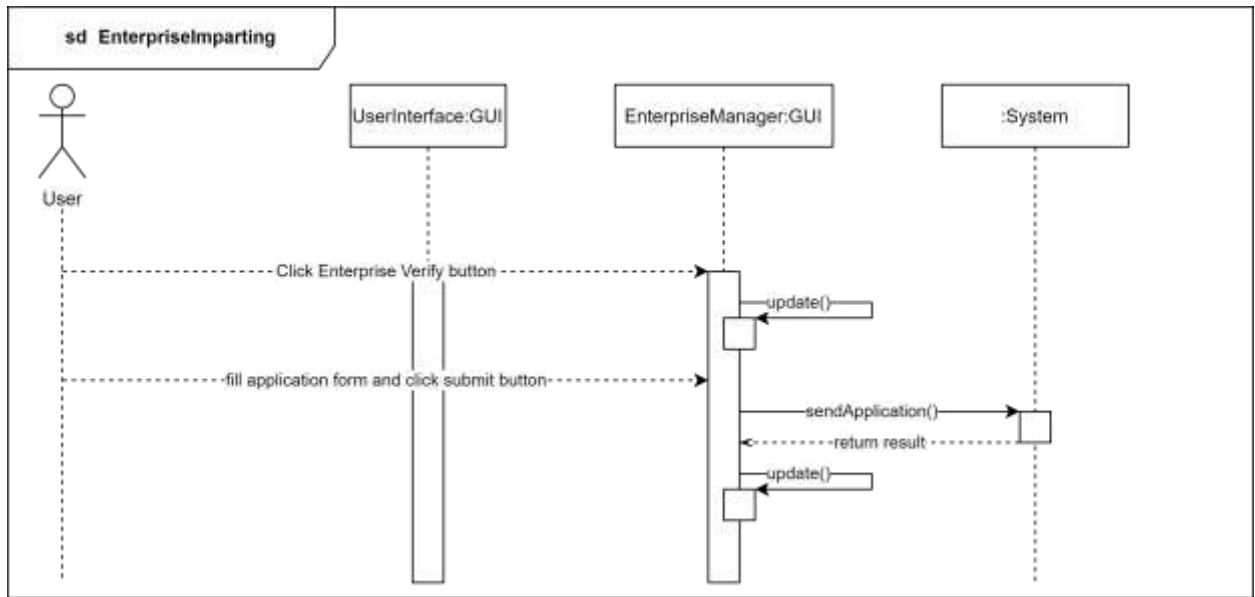 sd EnterpriseImparting
UserInterface:GUI
EnterpriseManager:GUI
:System
User
Click Enterprise Verify button
update()
fill application form and click submit button
sendApplication()
return result
update()